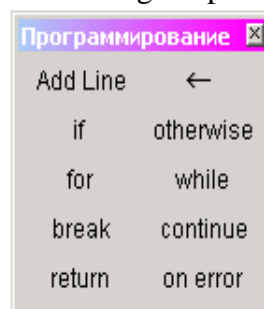 Программирование
Add Line ←
if otherwise
for while
break continue
return on error